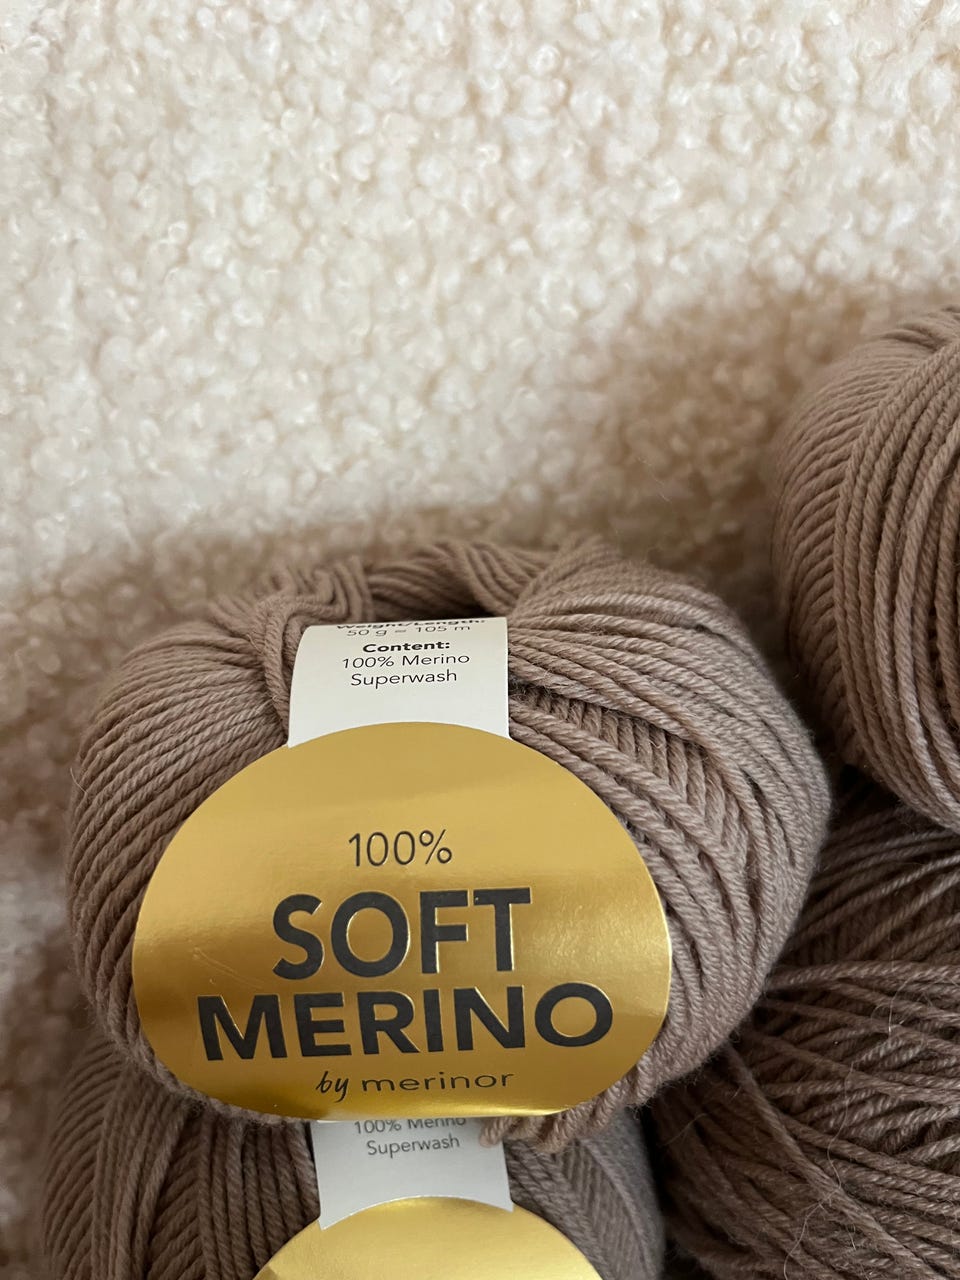 Weight/Length:
50 g = 105 m
Content:
100% Merino
Superwash
100%
SOFT
MERINO
by merinor
100% Merino
Superwash